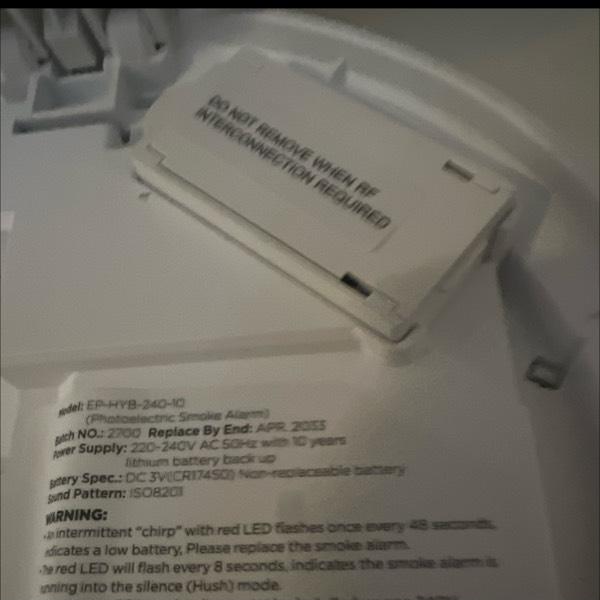 DO NOT REMOVE WHEN RF
INTERCONNECTION REQUIRED
Model: EP-HYB-240-10
(Photoelectric Smoke Alarm)
Batch NO.: 2700 Replace By End: APR. 2033
Power Supply: 220-240V AC 50Hz with 10 years
lithium battery back up
Battery Spec.: DC 3V(CR17450) Non-replaceable battery
Sound Pattern: ISO8201
WARNING:
-An intermittent "chirp" with red LED flashes once every 48 seconds,
indicates a low battery, Please replace the smoke alarm.
-The red LED will flash every 8 seconds, indicates the smoke alarm is
running into the silence (Hush) mode.